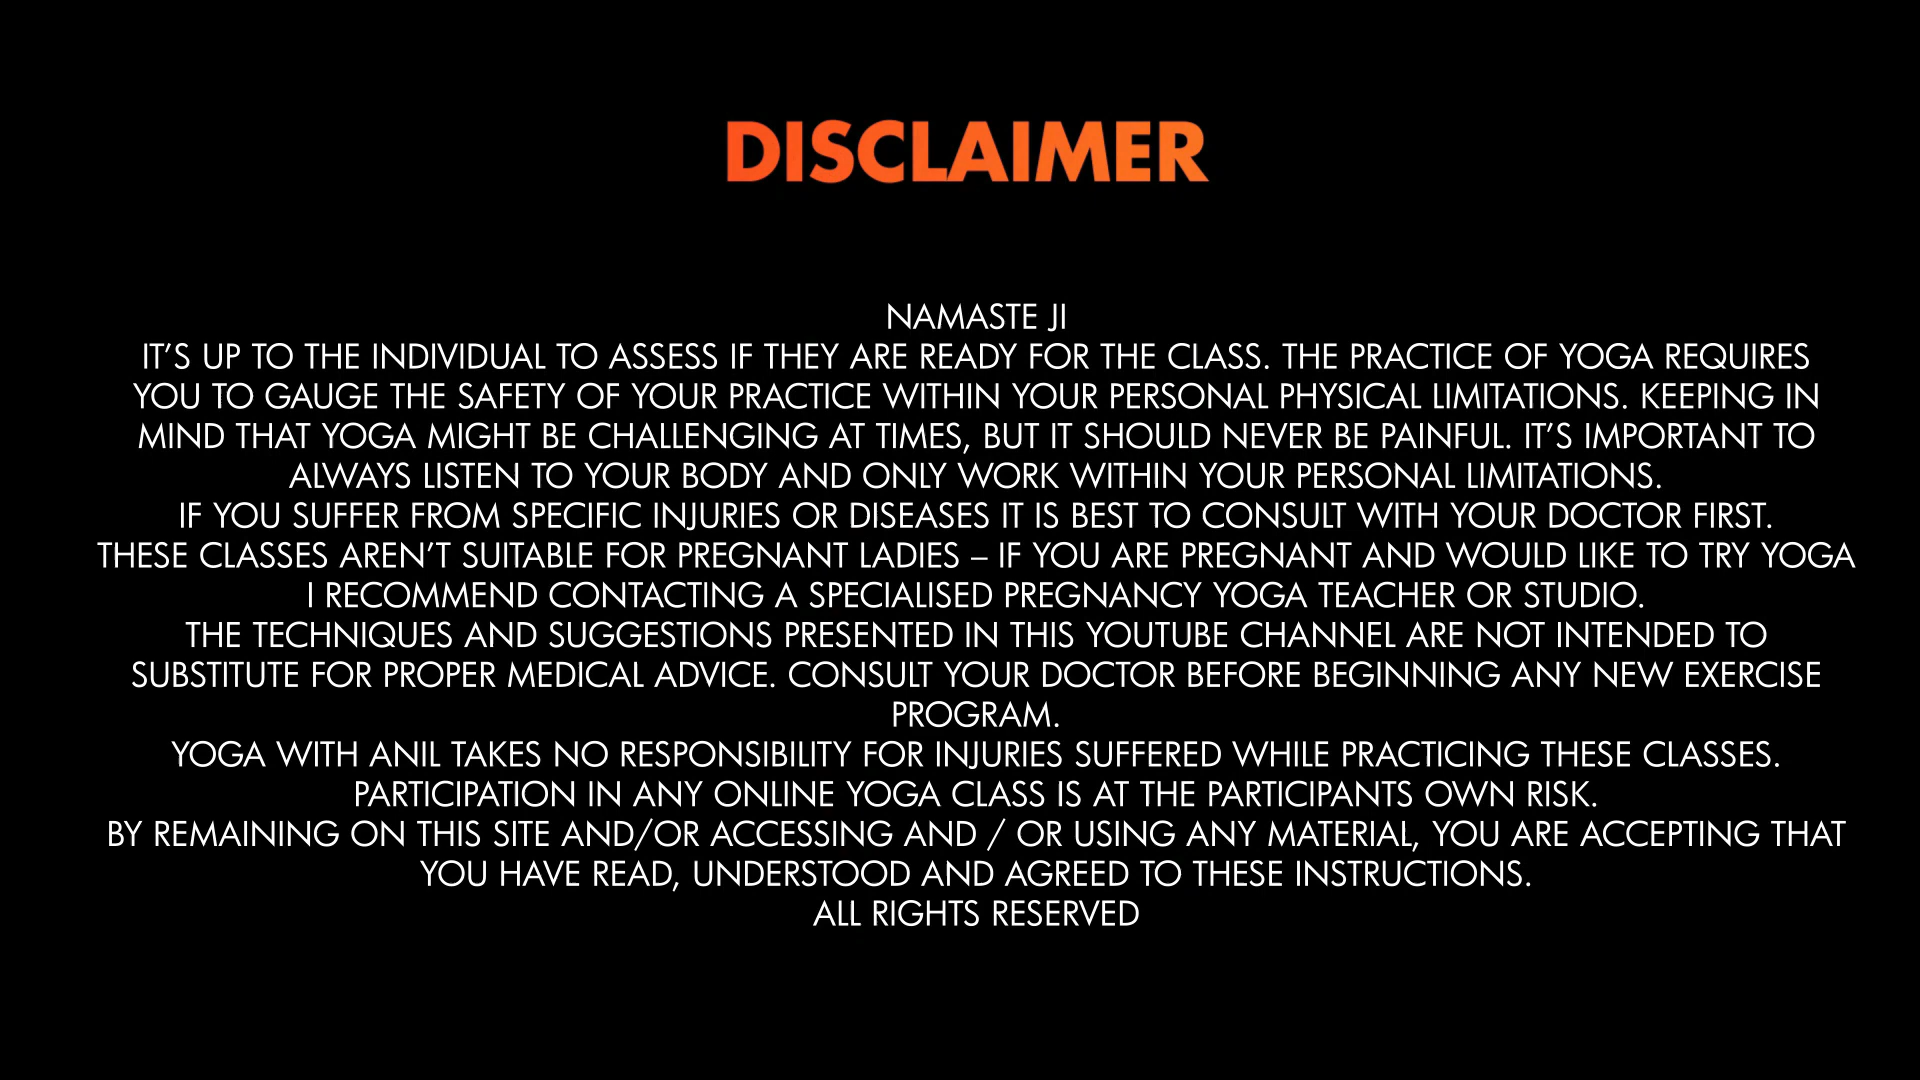 DISCLAIMER
NAMASTE JI
IT’S UP TO THE INDIVIDUAL TO ASSESS IF THEY ARE READY FOR THE CLASS. THE PRACTICE OF YOGA REQUIRES
YOU TO GAUGE THE SAFETY OF YOUR PRACTICE WITHIN YOUR PERSONAL PHYSICAL LIMITATIONS. KEEPING IN
MIND THAT YOGA MIGHT BE CHALLENGING AT TIMES, BUT IT SHOULD NEVER BE PAINFUL. IT’S IMPORTANT TO
ALWAYS LISTEN TO YOUR BODY AND ONLY WORK WITHIN YOUR PERSONAL LIMITATIONS.
IF YOU SUFFER FROM SPECIFIC INJURIES OR DISEASES IT IS BEST TO CONSULT WITH YOUR DOCTOR FIRST.
THESE CLASSES AREN’T SUITABLE FOR PREGNANT LADIES – IF YOU ARE PREGNANT AND WOULD LIKE TO TRY YOGA
I RECOMMEND CONTACTING A SPECIALISED PREGNANCY YOGA TEACHER OR STUDIO.
THE TECHNIQUES AND SUGGESTIONS PRESENTED IN THIS YOUTUBE CHANNEL ARE NOT INTENDED TO
SUBSTITUTE FOR PROPER MEDICAL ADVICE. CONSULT YOUR DOCTOR BEFORE BEGINNING ANY NEW EXERCISE
PROGRAM.
YOGA WITH ANIL TAKES NO RESPONSIBILITY FOR INJURIES SUFFERED WHILE PRACTICING THESE CLASSES.
PARTICIPATION IN ANY ONLINE YOGA CLASS IS AT THE PARTICIPANTS OWN RISK.
BY REMAINING ON THIS SITE AND/OR ACCESSING AND / OR USING ANY MATERIAL, YOU ARE ACCEPTING THAT
YOU HAVE READ, UNDERSTOOD AND AGREED TO THESE INSTRUCTIONS.
ALL RIGHTS RESERVED